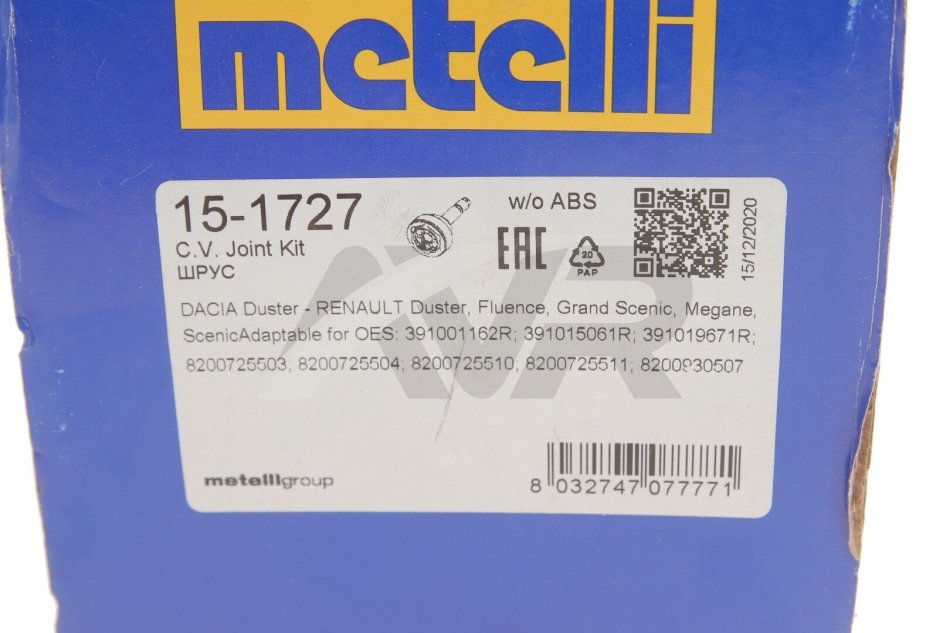 metelli
15-1727
C.V. Joint Kit
ШРУС
w/o ABS
EAC
20
PAP
15/12/2020
DACIA Duster - RENAULT Duster, Fluence, Grand Scenic, Megane,
ScenicAdaptable for OES: 391001162R; 391015061R; 391019671R;
8200725503; 8200725504; 8200725510; 8200725511; 8200930507
AVR
metelligroup
8 032747 077771